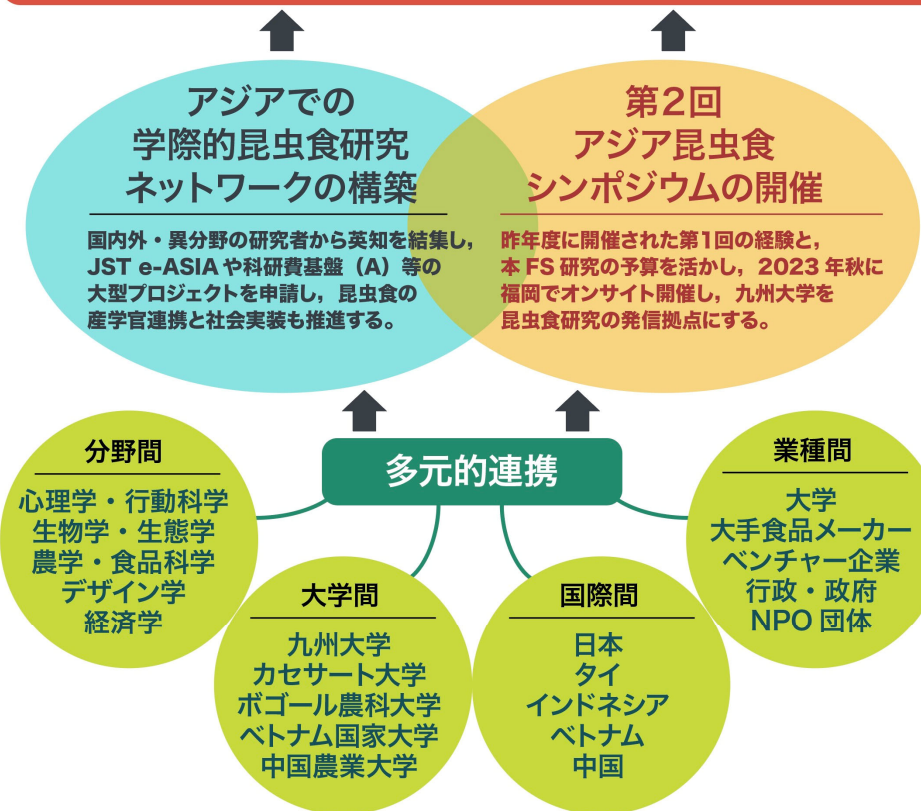 アジアでの
学際的昆虫食研究
ネットワークの構築
国内外・異分野の研究者から英知を結集し，
JST e-ASIAや科研費基盤（A）等の
大型プロジェクトを申請し，昆虫食の
産学官連携と社会実装も推進する。
第2回
アジア昆虫食
シンポジウムの開催
昨年度に開催された第1回の経験と，
本FS研究の予算を活かし，2023年秋に
福岡でオンサイト開催し，九州大学を
昆虫食研究の発信拠点にする。
多元的連携
分野間
心理学・行動科学
生物学・生態学
農学・食品科学
デザイン学
経済学
大学間
九州大学
カセサート大学
ボゴール農科大学
ベトナム国家大学
中国農業大学
国際間
日本
タイ
インドネシア
ベトナム
中国
業種間
大学
大手食品メーカー
ベンチャー企業
行政・政府
NPO団体